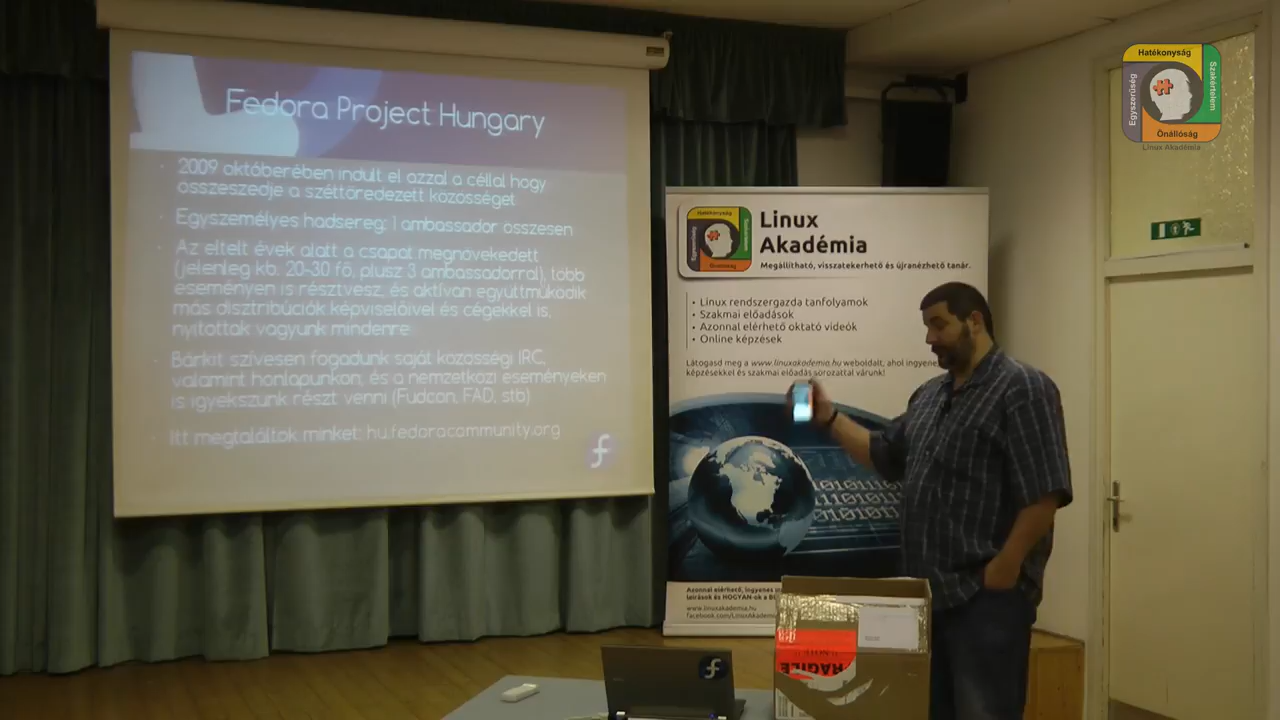 Fedora Project Hungary
2009 októberében indult el azzal a céllal hogy
összeszedje a széttöredezett közösséget
Egyszemélyes hadsereg: 1 ambassador összesen
Az eltelt évek alatt a csapat megnövekedett
(jelenleg kb. 20-30 fő, plusz 3 ambassadorral), több
eseményen is résztvesz, és aktívan együttműködik
más disztribúciók képviselőivel és cégekkel is,
nyitottak vagyunk mindenre
Bárkit szívesen fogadunk saját közösségi IRC,
valamint honlapunkon, és a nemzetközi eseményeken
is igyekszünk részt venni (Fudcon, FAD, stb)
Itt megtaláltok minket: hu.fedoracommunity.org
Hatékonyság
Egyszerűség
Szakértelem
Önállóság
Linux
Akadémia
Megállítható, visszatekerhető és újranézhető tanár.
• Linux rendszergazda tanfolyamok
• Szakmai előadások
• Azonnal elérhető oktató videók
• Online képzések
Látogasd meg a www.linuxakademia.hu weboldalt, ahol ingyene
képzésekkel és szakmai előadás sorozattal várunk!
Azonnal elérhető, ingyenes
leírások és HOGYAN-ok a
www.linuxakademia.hu
facebook.com/LinuxAkadémia
FRAGILE
Hatékonyság
Egyszerűség
Szakértelem
Önállóság
Linux Akadémia